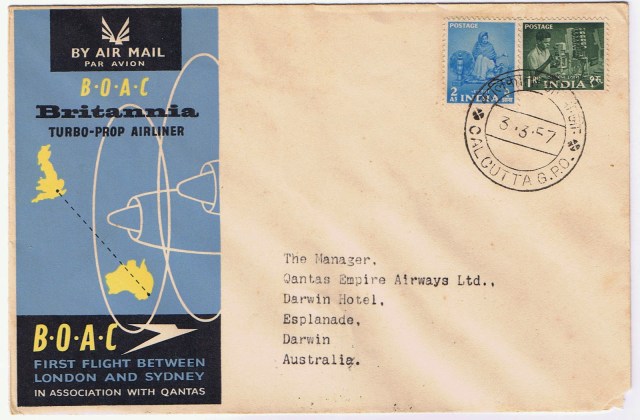 BY AIR MAIL
PAR AVION
B·O·A·C
Britannia
TURBO-PROP AIRLINER
B·O·A·C
FIRST FLIGHT BETWEEN
LONDON AND SYDNEY
IN ASSOCIATION WITH QANTAS
POSTAGE
2 AS INDIA
POSTAGE
1R INDIA
3·3·57
CALCUTTA G.P.O.
The Manager,
Qantas Empire Airways Ltd.,
Darwin Hotel,
Esplanade,
Darwin
Australia.